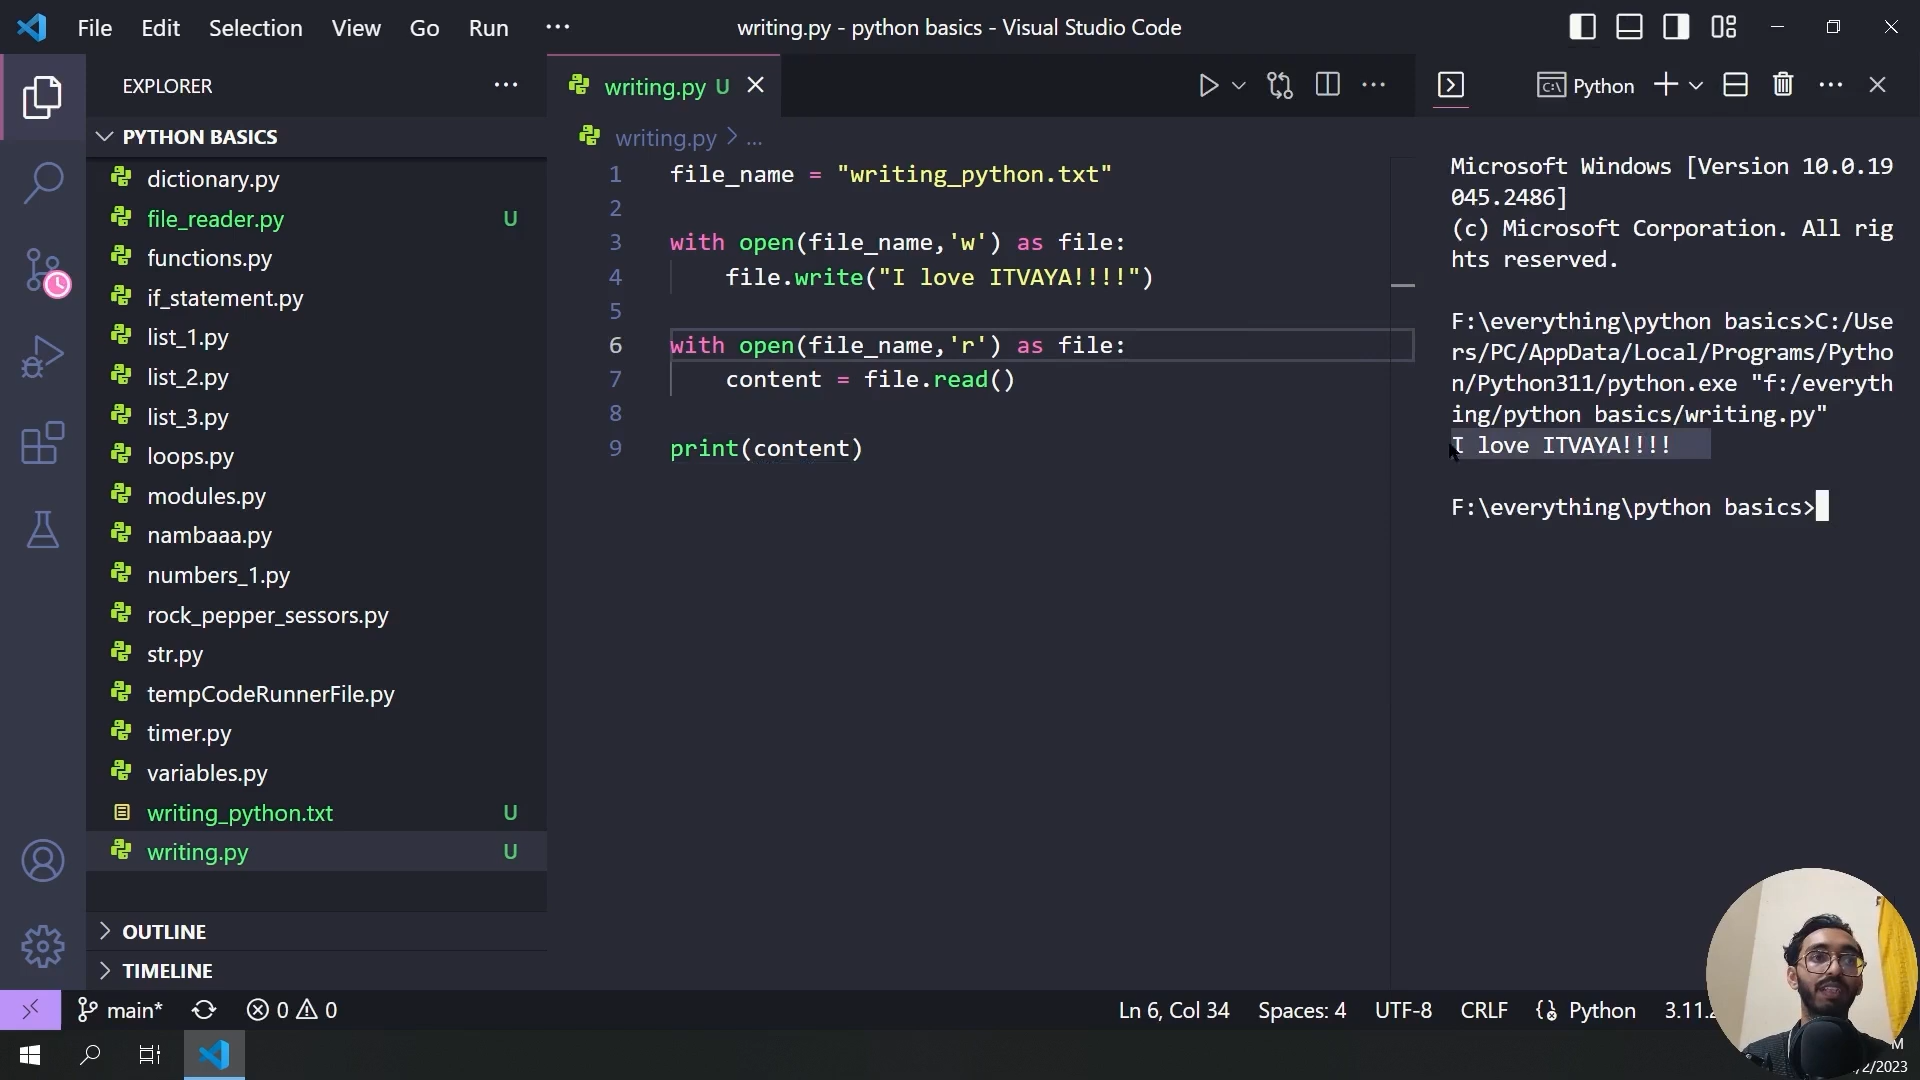 File Edit Selection View Go Run ···
writing.py - python basics - Visual Studio Code
EXPLORER
PYTHON BASICS
dictionary.py
file_reader.py U
functions.py
if_statement.py
list_1.py
list_2.py
list_3.py
loops.py
modules.py
nambaaa.py
numbers_1.py
rock_pepper_sessors.py
str.py
tempCodeRunnerFile.py
timer.py
variables.py
writing_python.txt U
writing.py U
OUTLINE
TIMELINE
writing.py U
writing.py > ...
1 file_name = "writing_python.txt"
2
3 with open(file_name,'w') as file:
4 file.write("I love ITVAYA!!!!")
5
6 with open(file_name,'r') as file:
7 content = file.read()
8
9 print(content)
Python
Microsoft Windows [Version 10.0.19
045.2486]
(c) Microsoft Corporation. All rig
hts reserved.
F:\everything\python basics>C:/Use
rs/PC/AppData/Local/Programs/Pytho
n/Python311/python.exe "f:/everyth
ing/python basics/writing.py"
I love ITVAYA!!!!
F:\everything\python basics>
main* 0 0
Ln 6, Col 34 Spaces: 4 UTF-8 CRLF Python